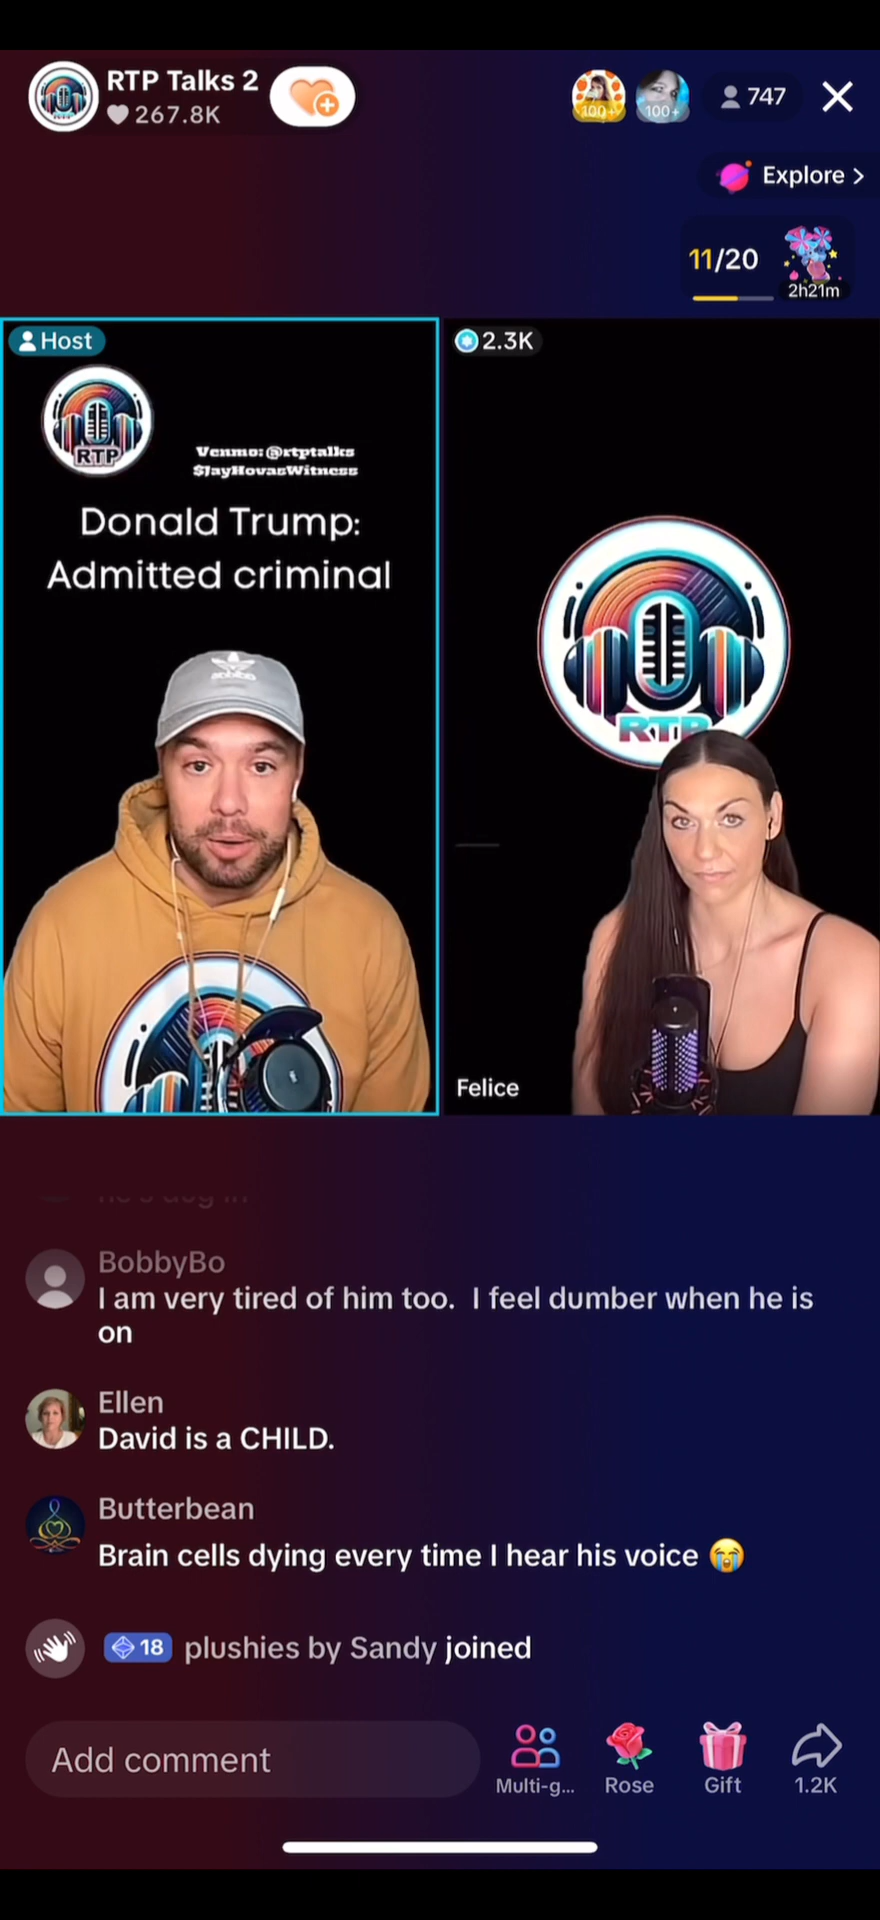 RTP Talks 2
267.8K
100+
100+
747
Explore >
11/20
2h21m
Host
2.3K
RTP
Venmo: @rtptalks
$JayHovasWitness
Donald Trump:
Admitted criminal
RTP
Felice
BobbyBo
I am very tired of him too.  I feel dumber when he is
on
Ellen
David is a CHILD.
Butterbean
Brain cells dying every time I hear his voice 😭
18 plushies by Sandy joined
Add comment
Multi-g...
Rose
Gift
1.2K